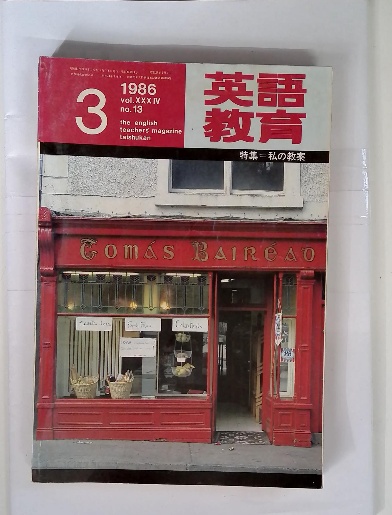 3
1986
vol. XXXIV
no. 13
the english
teachers' magazine
taishukan
英語
教育
特集=私の教案
Tomás Bairéad